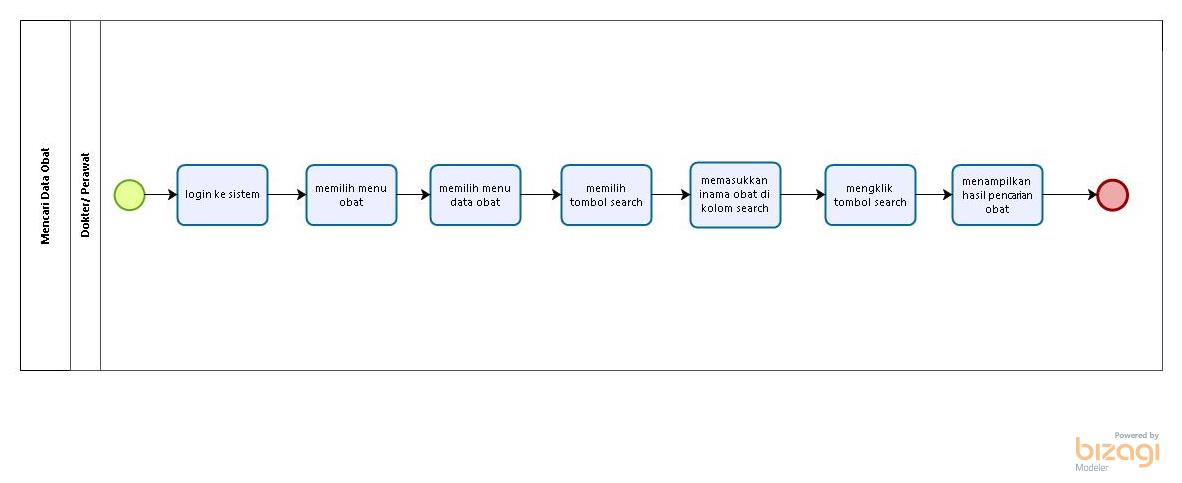 Mencari Data Obat
Dokter/ Perawat
login ke sistem
memilih menu
obat
memilih menu
data obat
memilih
tombol search
memasukkan
inama obat di
kolom search
mengklik
tombol search
menampilkan
hasil pencarian
obat
Powered by
bizagi
Modeler